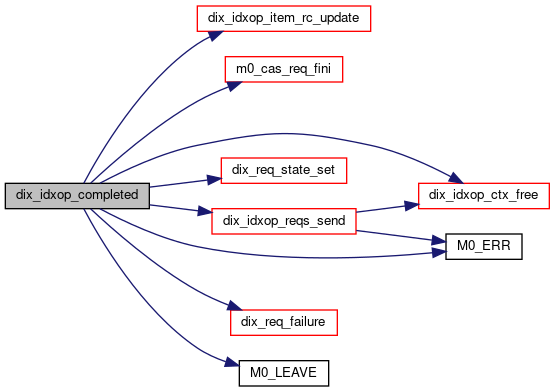 dix_idxop_item_rc_update
m0_cas_req_fini
dix_idxop_completed
dix_req_state_set
dix_idxop_ctx_free
dix_idxop_reqs_send
M0_ERR
dix_req_failure
M0_LEAVE